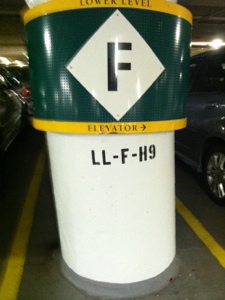 LOWER LEVEL
F
ELEVATOR →
LL-F-H9